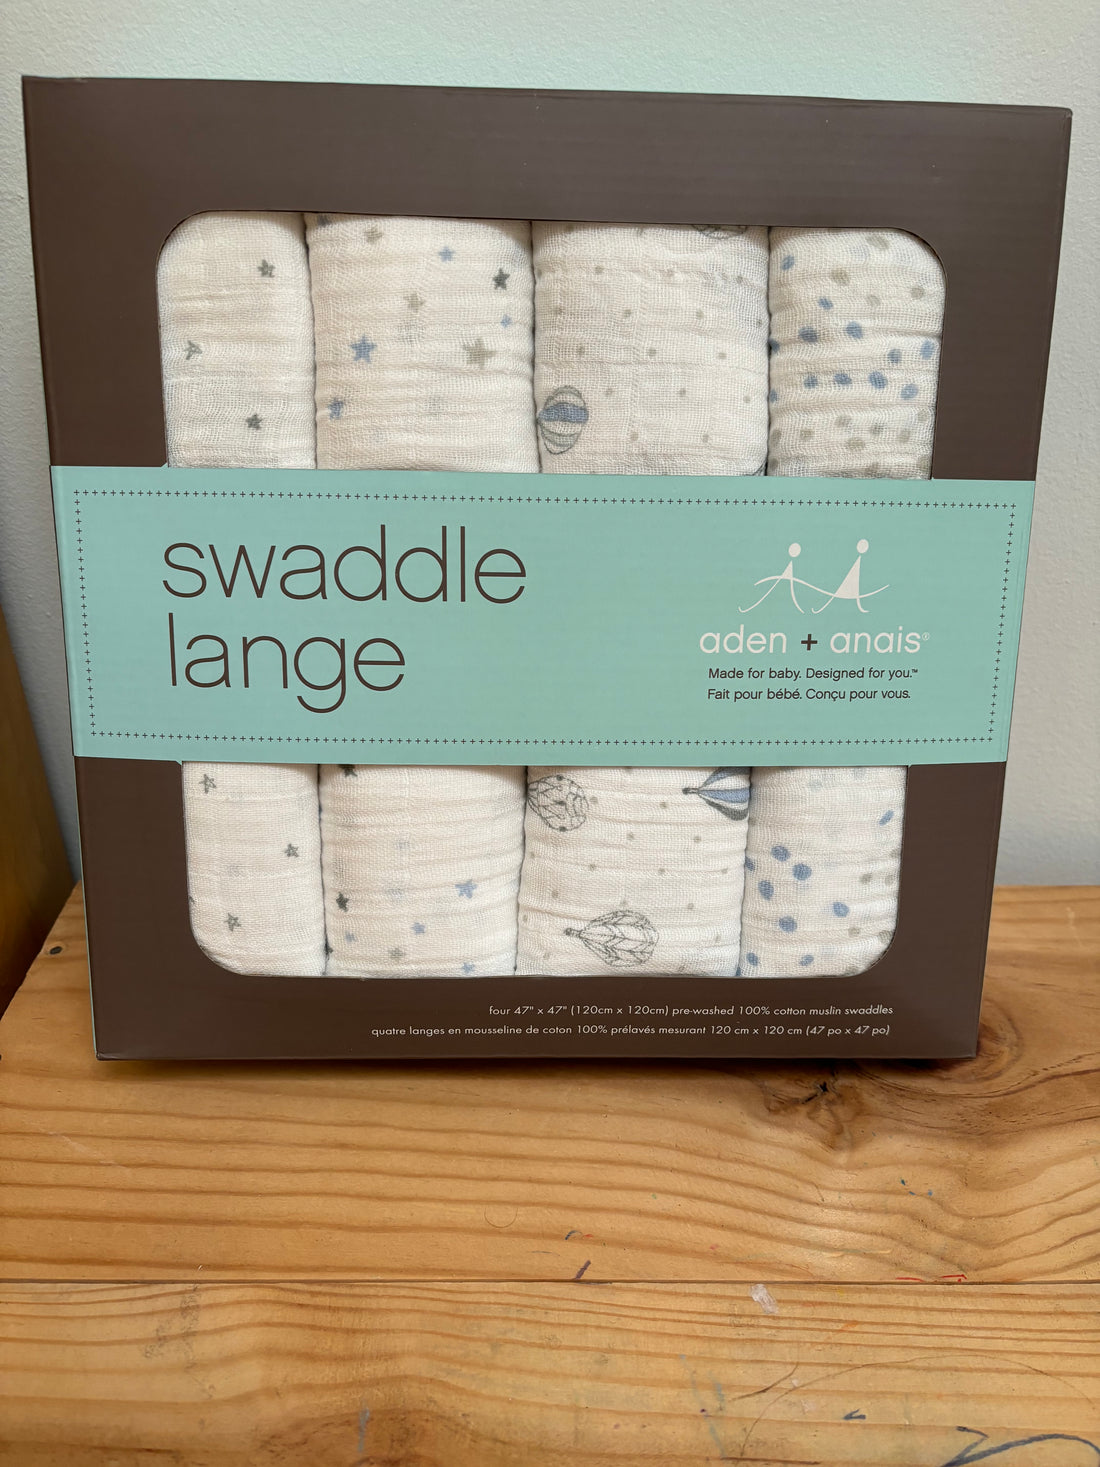 swaddle
lange
aden + anais®
Made for baby. Designed for you.™
Fait pour bébé. Conçu pour vous.
four 47" x 47" (120cm x 120cm) pre-washed 100% cotton muslin swaddles
quatre langes en mousseline de coton 100% prélavés mesurant 120 cm x 120 cm (47 po x 47 po)